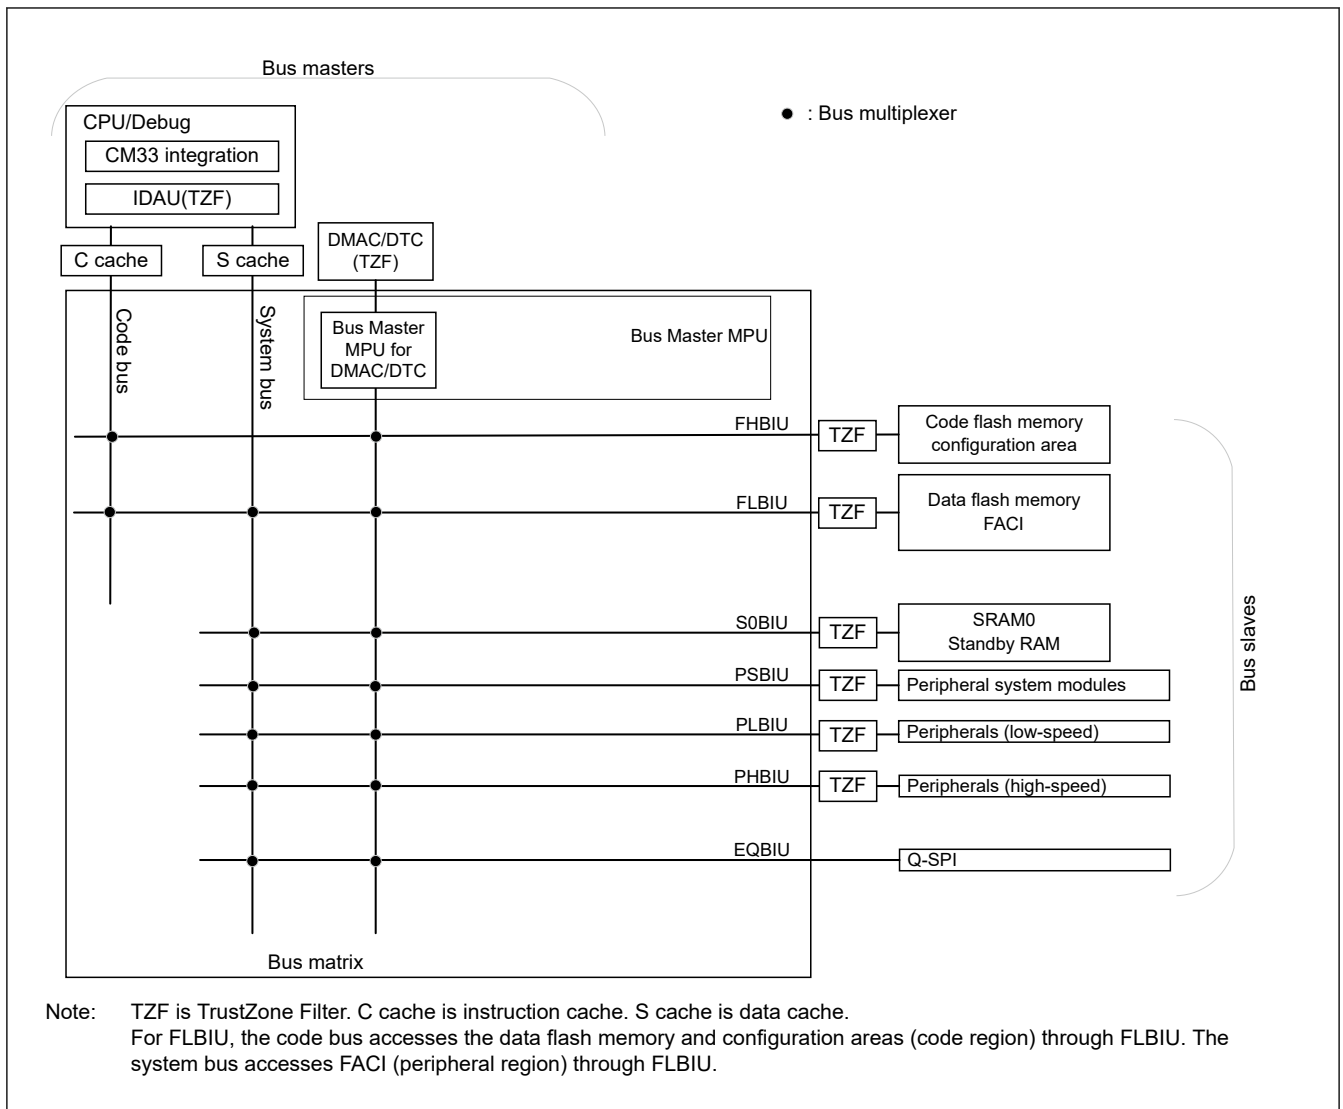 Bus masters
: Bus multiplexer
CPU/Debug
CM33 integration
IDAU(TZF)
C cache
S cache
DMAC/DTC
(TZF)
Code bus
System bus
Bus Master
MPU for
DMAC/DTC
Bus Master MPU
FHBIU
TZF
Code flash memory
configuration area
FLBIU
TZF
Data flash memory
FACI
S0BIU
TZF
SRAM0
Standby RAM
PSBIU
TZF
Peripheral system modules
PLBIU
TZF
Peripherals (low-speed)
PHBIU
TZF
Peripherals (high-speed)
EQBIU
Q-SPI
Bus slaves
Bus matrix
Note: TZF is TrustZone Filter. C cache is instruction cache. S cache is data cache.
For FLBIU, the code bus accesses the data flash memory and configuration areas (code region) through FLBIU. The
system bus accesses FACI (peripheral region) through FLBIU.